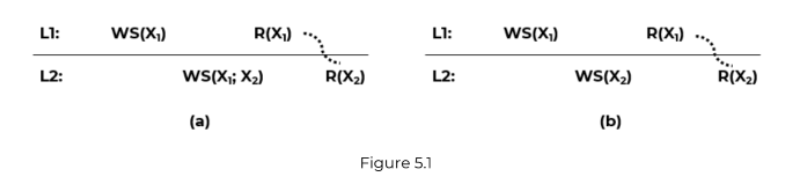 L1: WS(X₁) R(X₁) L1: WS(X₁) R(X₁)
L2: WS(X₁; X₂) R(X₂) L2: WS(X₂) R(X₂)
(a) (b)
Figure 5.1